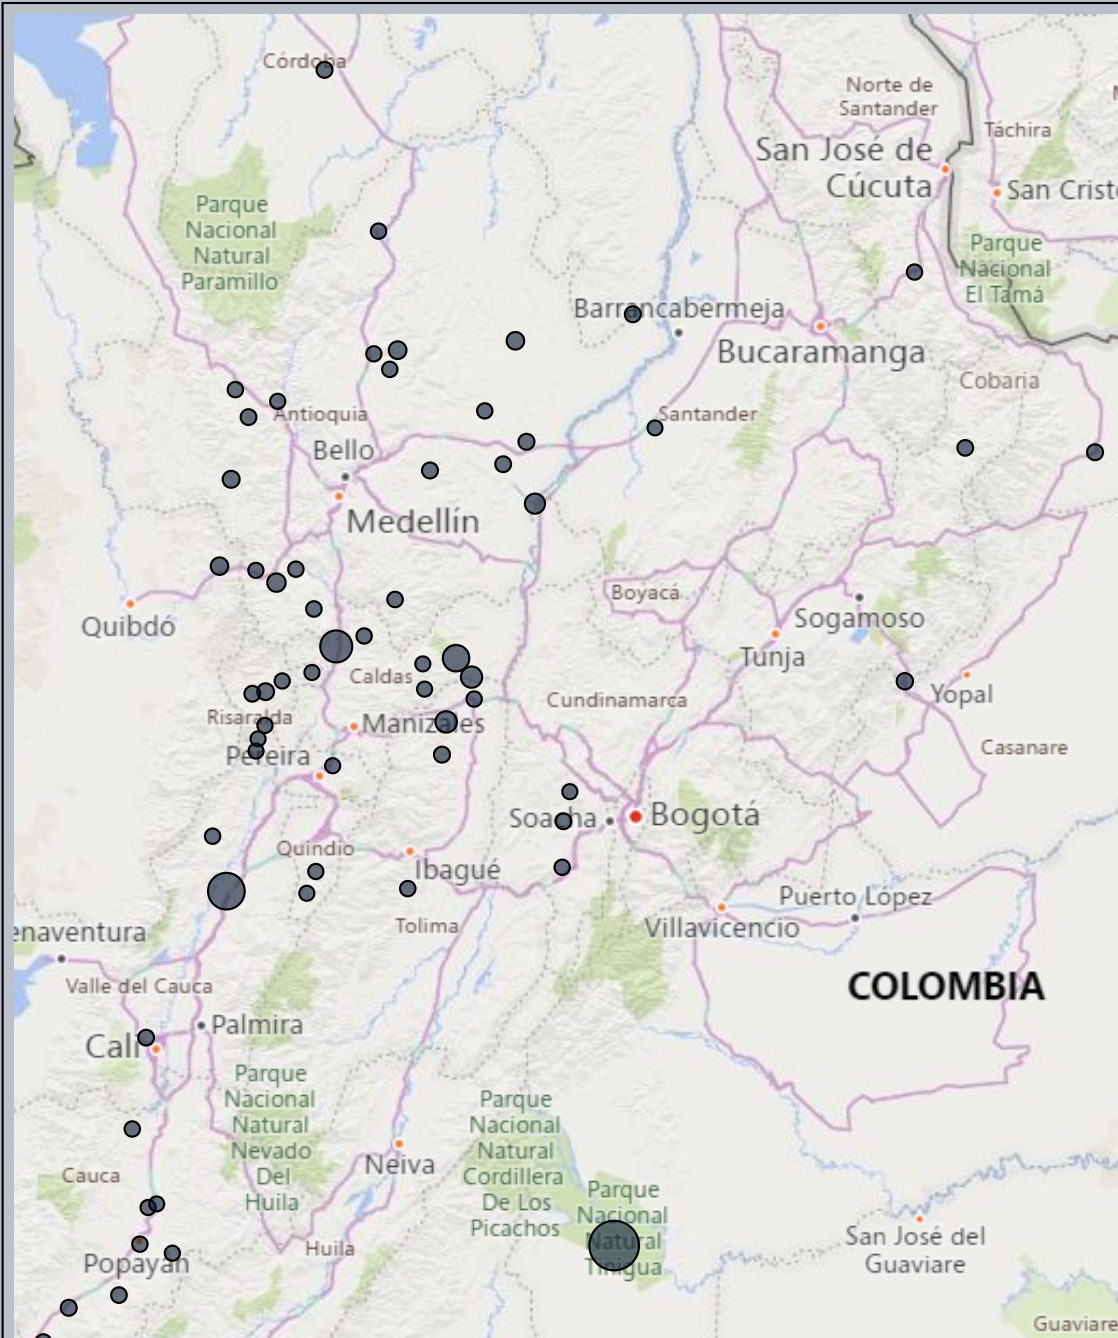 Córdoba
Norte de
Santander
Táchira
San José de
Cúcuta
San Crist
Parque
Nacional
Natural
Paramillo
Parque
Nacional
El Tamá
Barrancabermeja
Bucaramanga
Cobaria
Antioquia
Santander
Bello
Medellín
Boyacá
Sogamoso
Quibdó
Tunja
Caldas
Yopal
Cundinamarca
Risaralda
Manizales
Casanare
Pereira
Soacha
Bogotá
Quindio
Ibagué
Puerto López
Tolima
Villavicencio
enaventura
Valle del Cauca
COLOMBIA
Palmira
Cali
Parque
Nacional
Natural
Nevado
Del
Huila
Parque
Nacional
Natural
Cordillera
De Los
Picachos
Neiva
Cauca
Parque
Nacional
Natural
Tinigua
San José del
Guaviare
Huila
Popayán
Guaviare